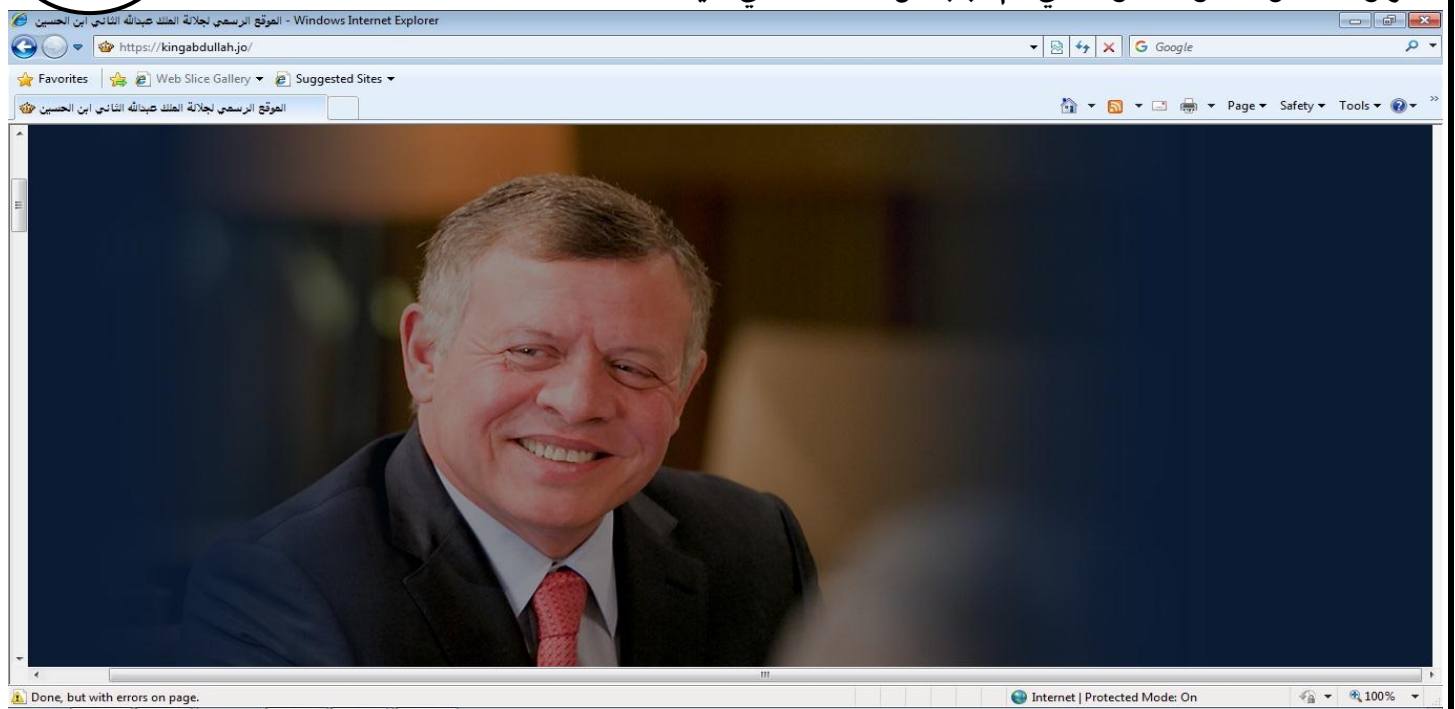 الموقع الرسمي لجلالة الملك عبدالله الثاني ابن الحسين - Windows Internet Explorer
https://kingabdullah.jo/
Google
Favorites Web Slice Gallery Suggested Sites
الموقع الرسمي لجلالة الملك عبدالله الثاني ابن الحسين
Page Safety Tools
Done, but with errors on page.
Internet | Protected Mode: On
100%